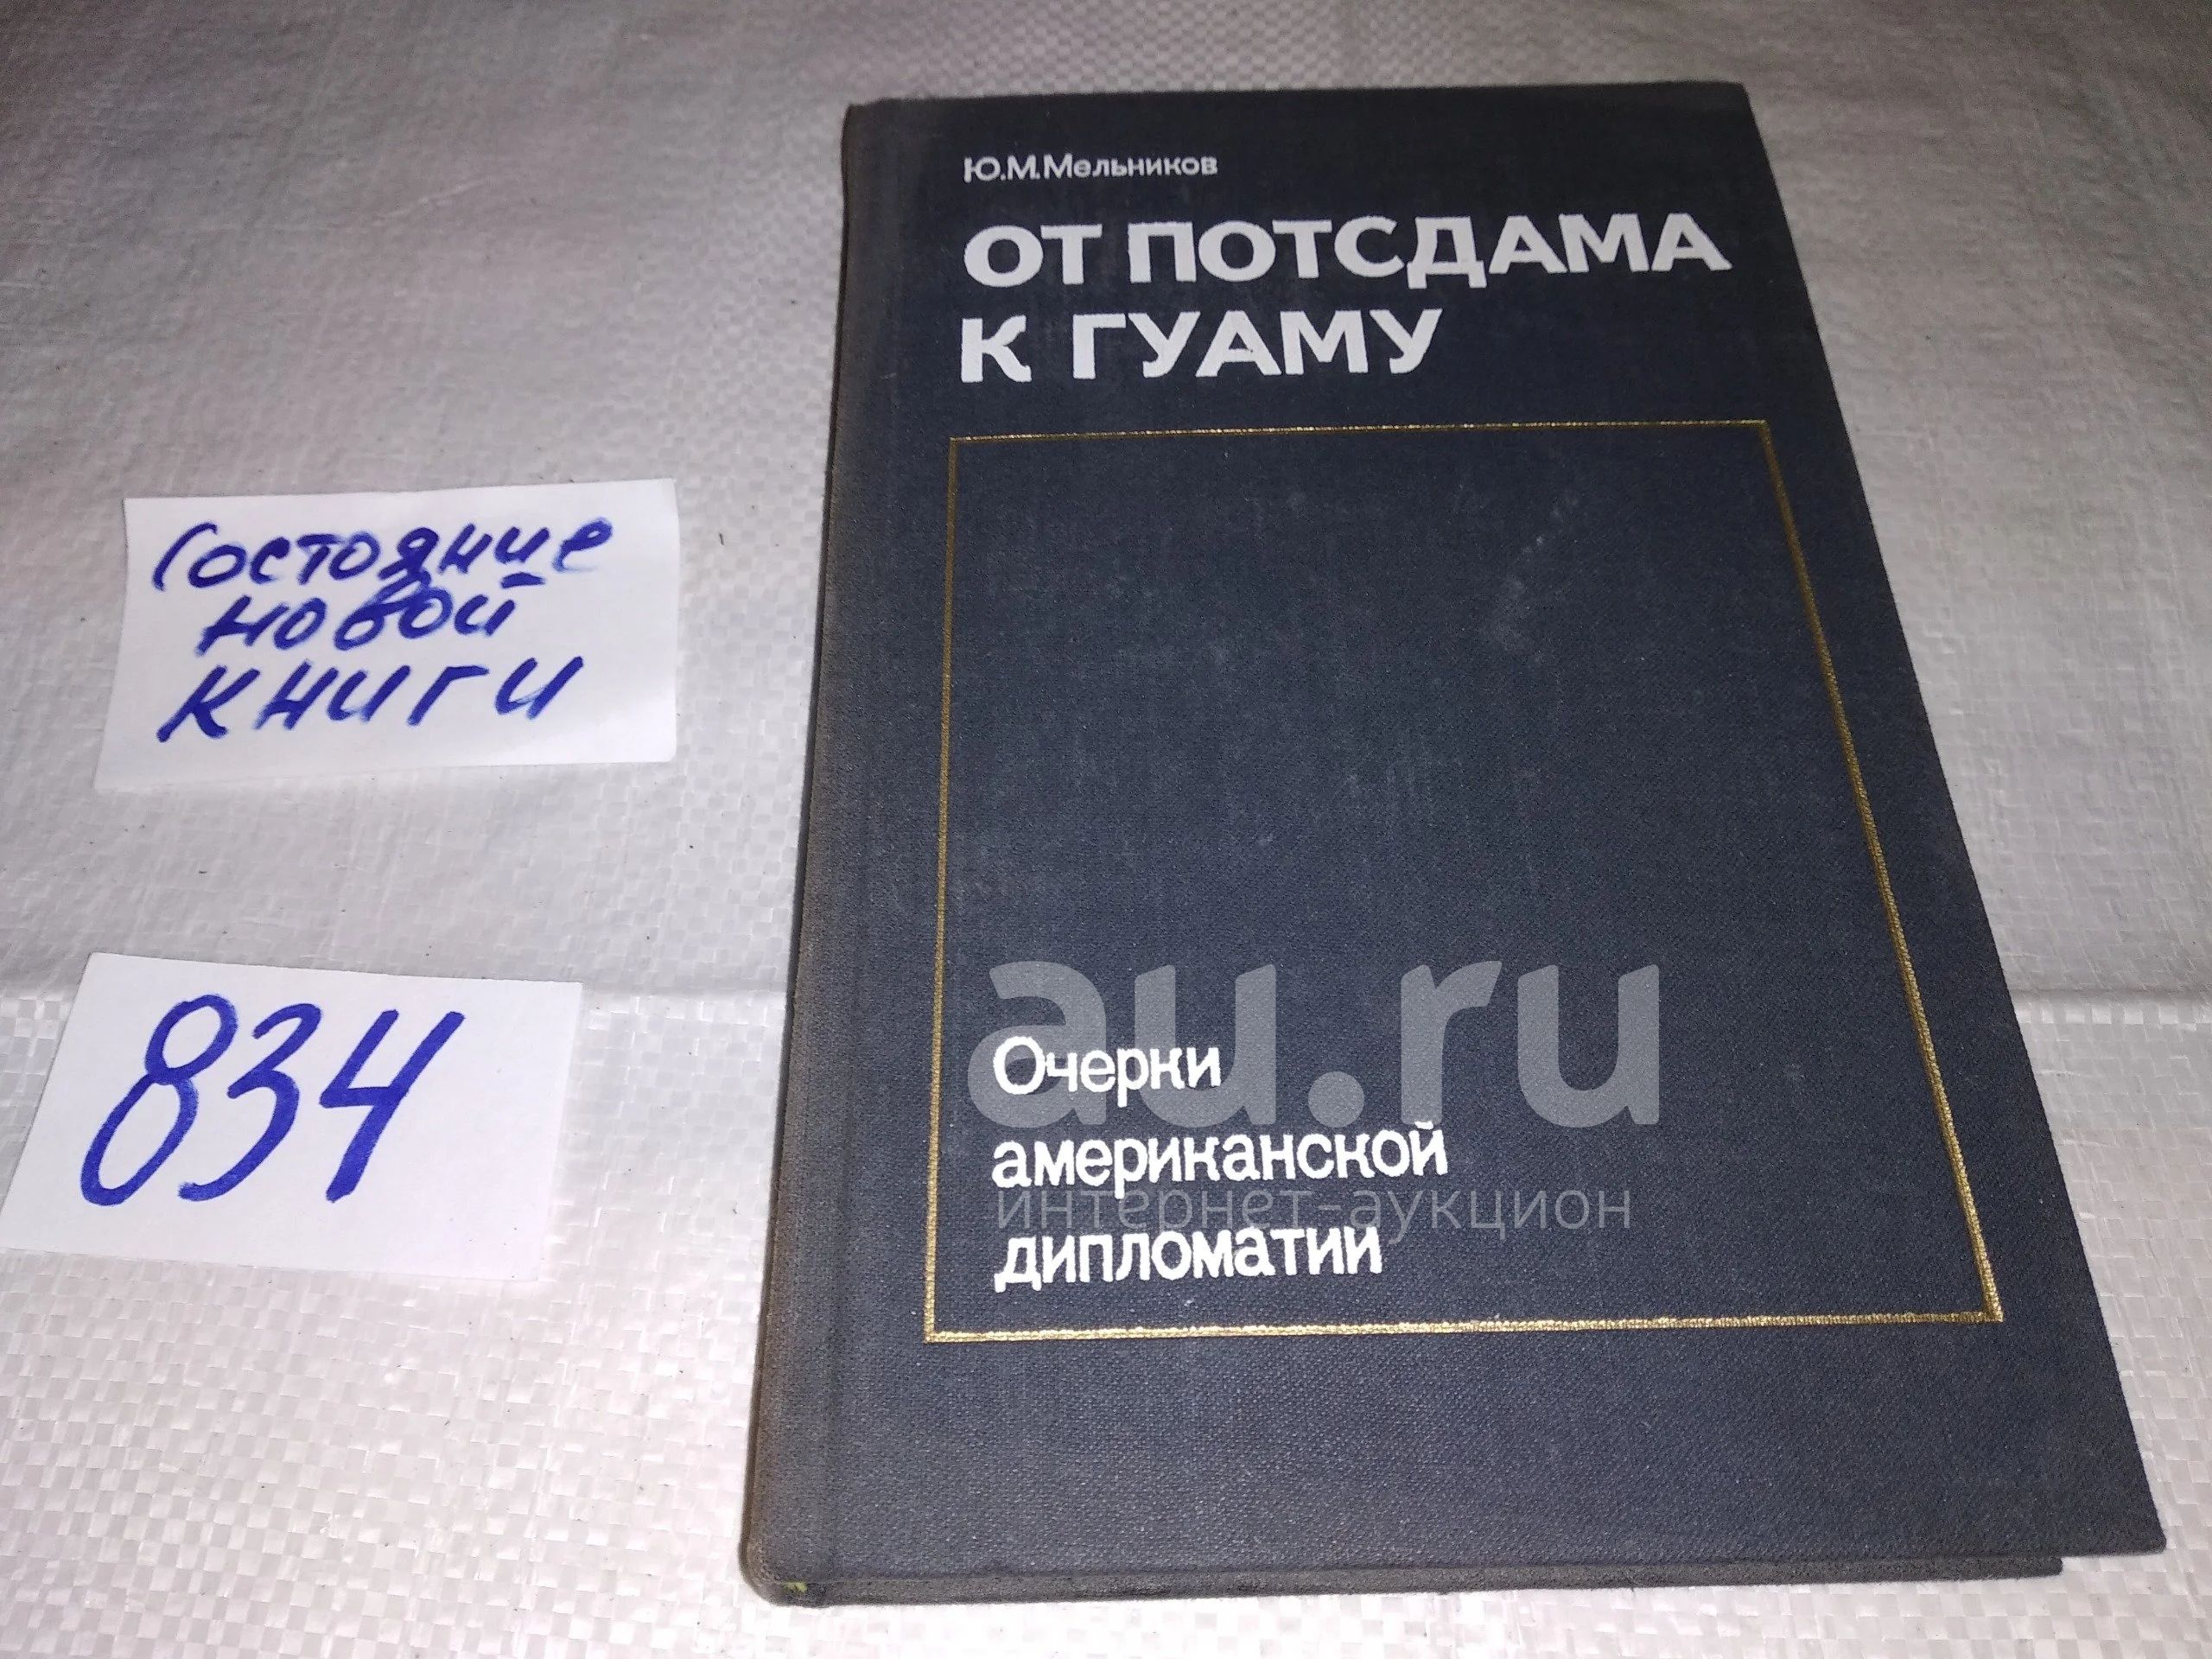 Ю.М.Мельников
ОТ ПОТСДАМА
К ГУАМУ
Состояние
новой
книги
834
au.ru
Очерки
американской
интернет-аукцион
дипломатии